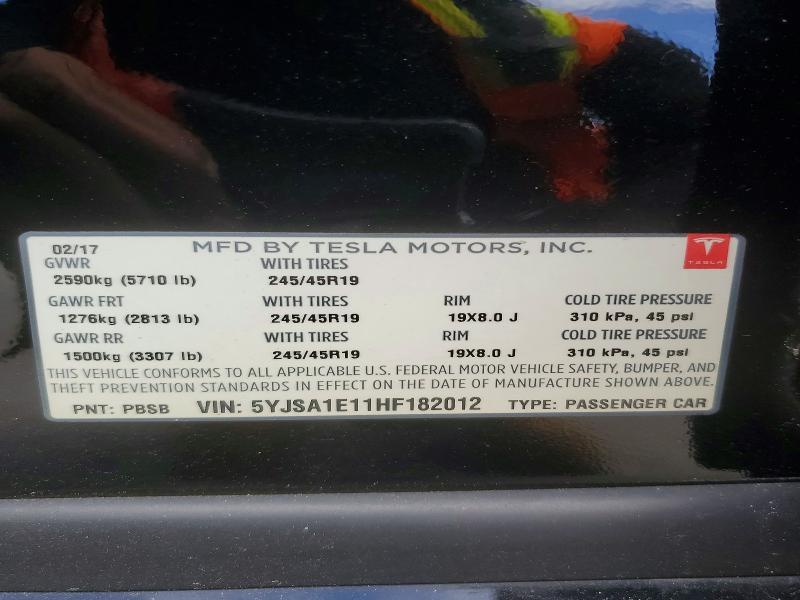 02/17 MFD BY TESLA MOTORS, INC.
TESLA
GVWR WITH TIRES
2590kg (5710 lb) 245/45R19
GAWR FRT WITH TIRES RIM COLD TIRE PRESSURE
1276kg (2813 lb) 245/45R19 19X8.0 J 310 kPa, 45 psi
GAWR RR WITH TIRES RIM COLD TIRE PRESSURE
1500kg (3307 lb) 245/45R19 19X8.0 J 310 kPa, 45 psi
THIS VEHICLE CONFORMS TO ALL APPLICABLE U.S. FEDERAL MOTOR VEHICLE SAFETY, BUMPER, AND
THEFT PREVENTION STANDARDS IN EFFECT ON THE DATE OF MANUFACTURE SHOWN ABOVE.
PNT: PBSB VIN: 5YJSA1E11HF182012 TYPE: PASSENGER CAR